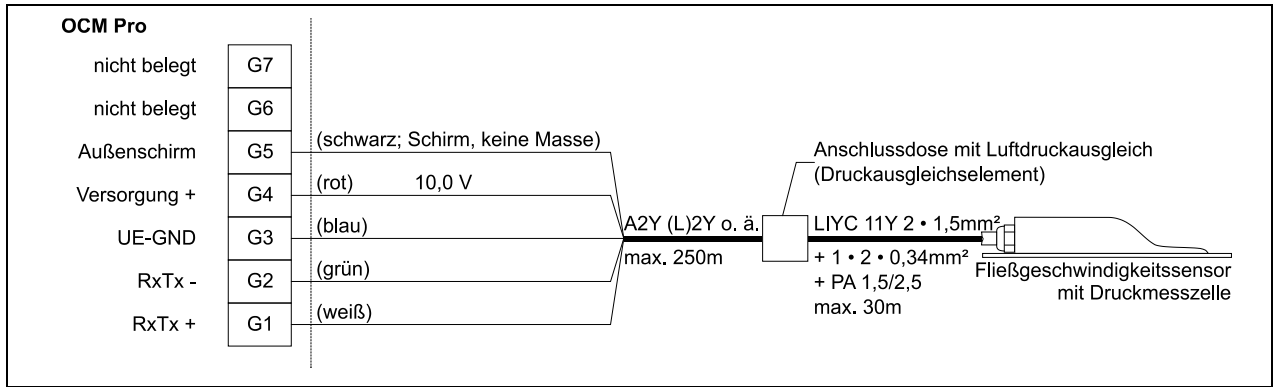 OCM Pro
nicht belegt G7
nicht belegt G6
Außenschirm G5 (schwarz; Schirm, keine Masse)
Versorgung + G4 (rot) 10,0 V
UE-GND G3 (blau)
RxTx - G2 (grün)
RxTx + G1 (weiß)
A2Y (L)2Y o. ä.
max. 250m
Anschlussdose mit Luftdruckausgleich
(Druckausgleichselement)
LIYC 11Y 2 • 1,5mm²
+ 1 • 2 • 0,34mm²
+ PA 1,5/2,5
max. 30m
Fließgeschwindigkeitssensor
mit Druckmesszelle